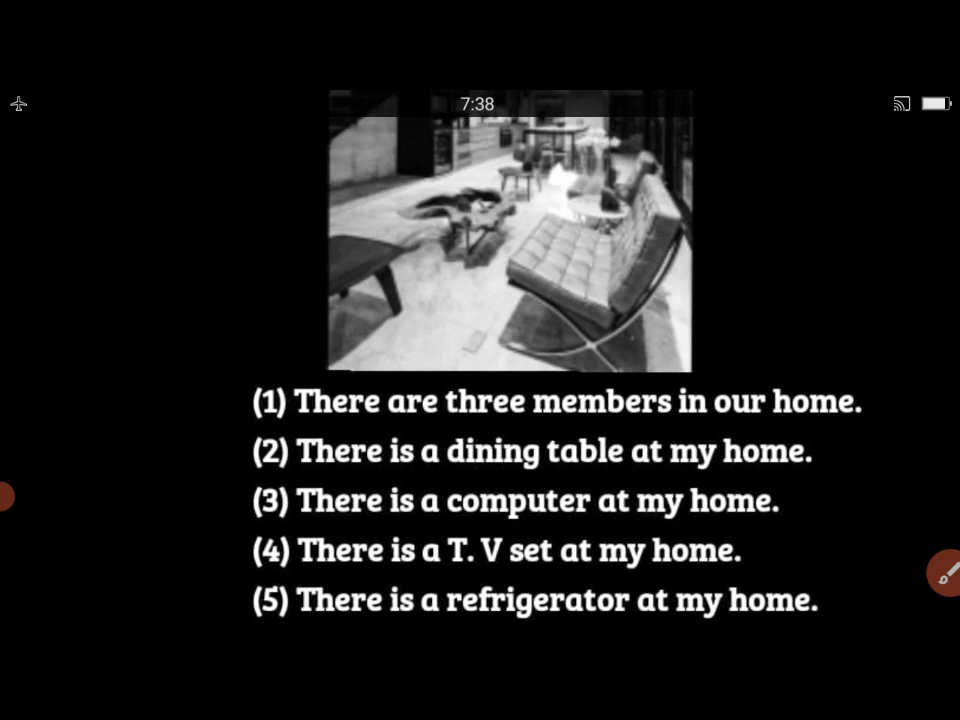 7:38
(1) There are three members in our home.
(2) There is a dining table at my home.
(3) There is a computer at my home.
(4) There is a T. V set at my home.
(5) There is a refrigerator at my home.